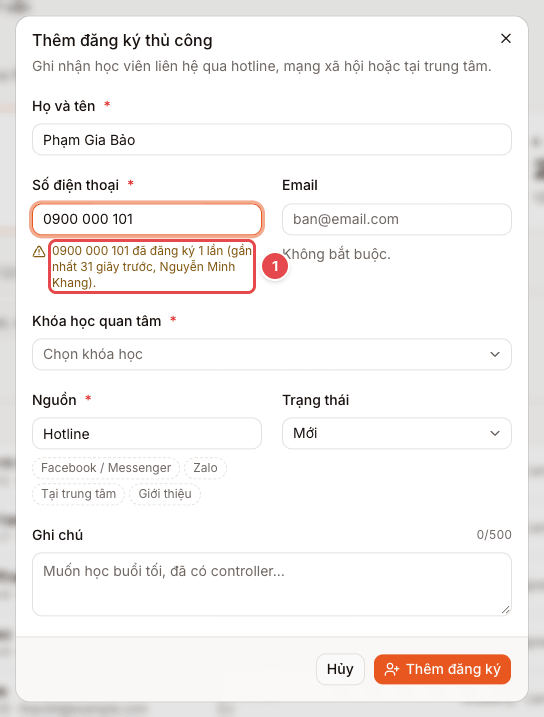 Thêm đăng ký thủ công
Ghi nhận học viên liên hệ qua hotline, mạng xã hội hoặc tại trung tâm.
Họ và tên *
Phạm Gia Bảo
Số điện thoại *
Email
0900 000 101
ban@email.com
0900 000 101 đã đăng ký 1 lần (gần
nhất 31 giây trước, Nguyễn Minh
Khang).
1
Không bắt buộc.
Khóa học quan tâm *
Chọn khóa học
Nguồn *
Trạng thái
Hotline
Mới
Facebook / Messenger
Zalo
Tại trung tâm
Giới thiệu
Ghi chú
0/500
Muốn học buổi tối, đã có controller...
Hủy
Thêm đăng ký